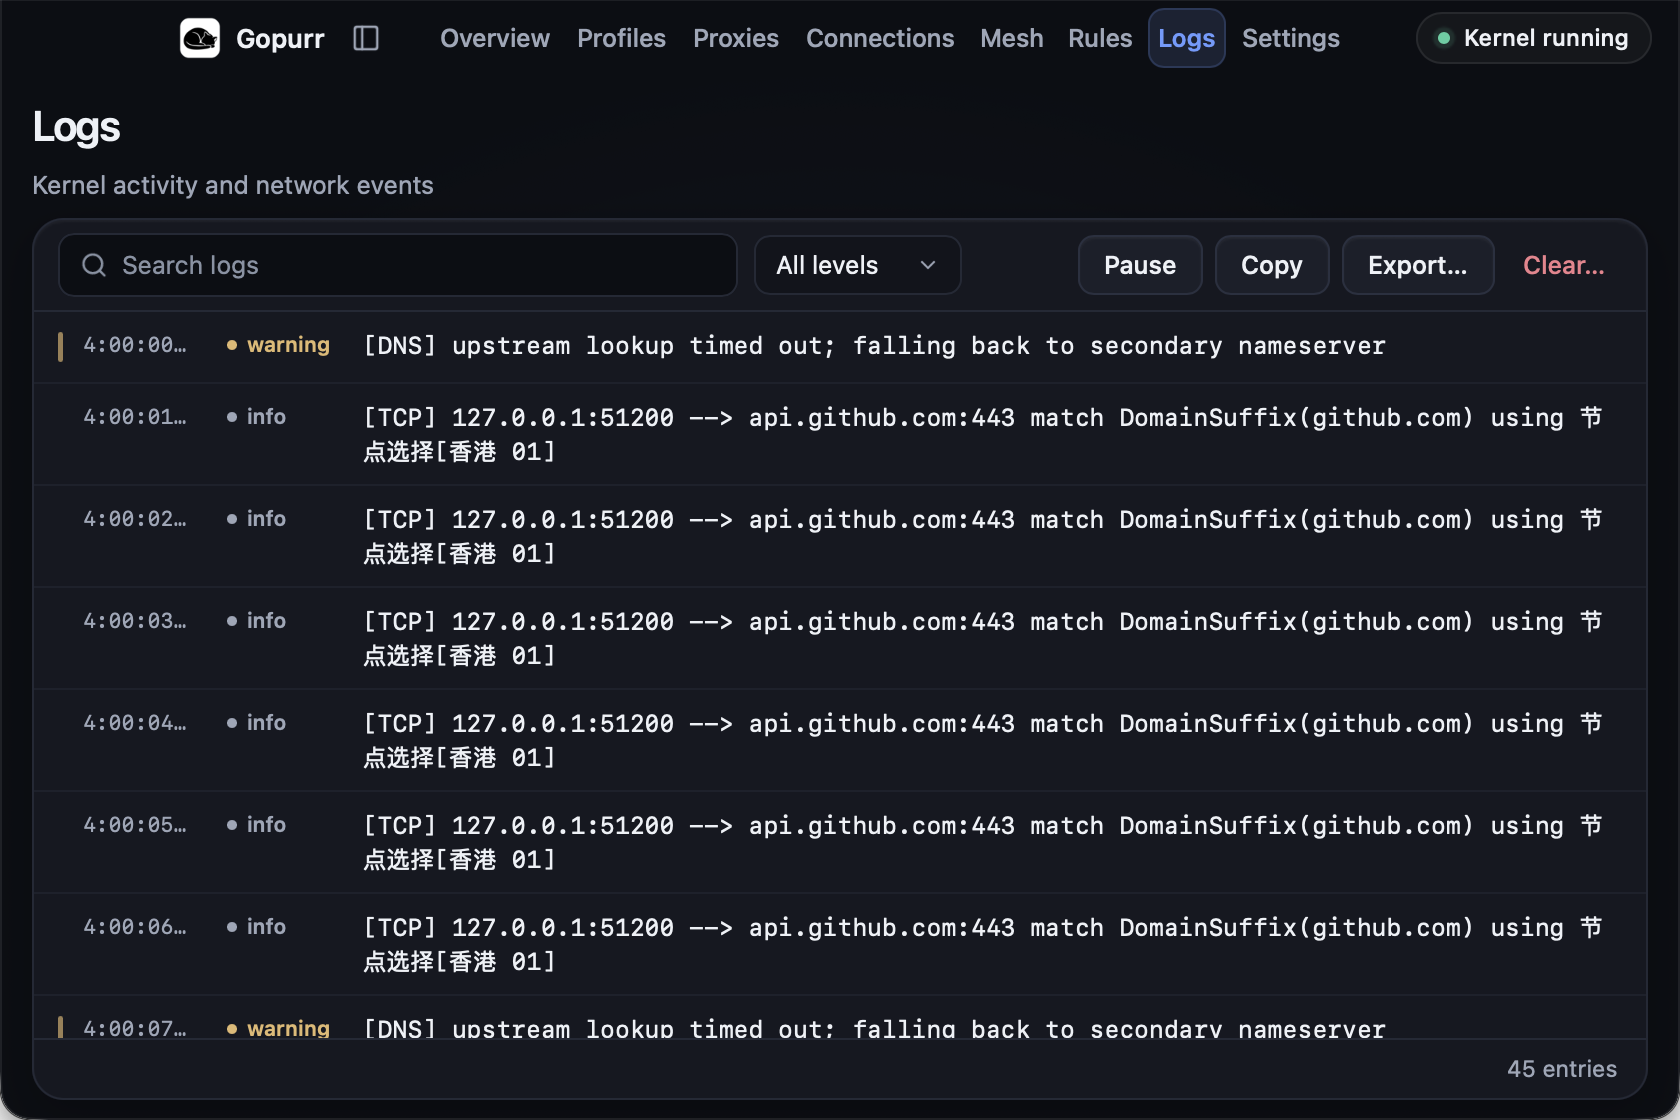 Gopurr
Overview
Profiles
Proxies
Connections
Mesh
Rules
Logs
Settings
Kernel running
Logs
Kernel activity and network events
Search logs
All levels
Pause
Copy
Export...
Clear...
4:00:00… warning [DNS] upstream lookup timed out; falling back to secondary nameserver
4:00:01… info [TCP] 127.0.0.1:51200 --> api.github.com:443 match DomainSuffix(github.com) using 节
点选择[香港 01]
4:00:02… info [TCP] 127.0.0.1:51200 --> api.github.com:443 match DomainSuffix(github.com) using 节
点选择[香港 01]
4:00:03… info [TCP] 127.0.0.1:51200 --> api.github.com:443 match DomainSuffix(github.com) using 节
点选择[香港 01]
4:00:04… info [TCP] 127.0.0.1:51200 --> api.github.com:443 match DomainSuffix(github.com) using 节
点选择[香港 01]
4:00:05… info [TCP] 127.0.0.1:51200 --> api.github.com:443 match DomainSuffix(github.com) using 节
点选择[香港 01]
4:00:06… info [TCP] 127.0.0.1:51200 --> api.github.com:443 match DomainSuffix(github.com) using 节
点选择[香港 01]
4:00:07… warning [DNS] upstream lookup timed out; falling back to secondary nameserver
45 entries